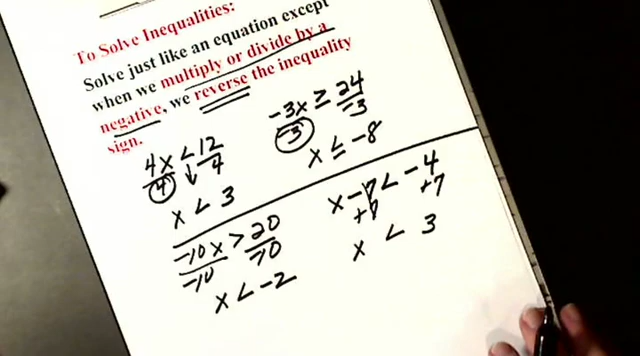 To Solve Inequalities:
Solve just like an equation except
when we multiply or divide by a
negative, we reverse the inequality
sign.
4x < 12
4 4
x < 3
-3x ≥ 24
-3 -3
x ≤ -8
-10x > 20
-10 -10
x < -2
x - 7 < -4
+7 +7
x < 3